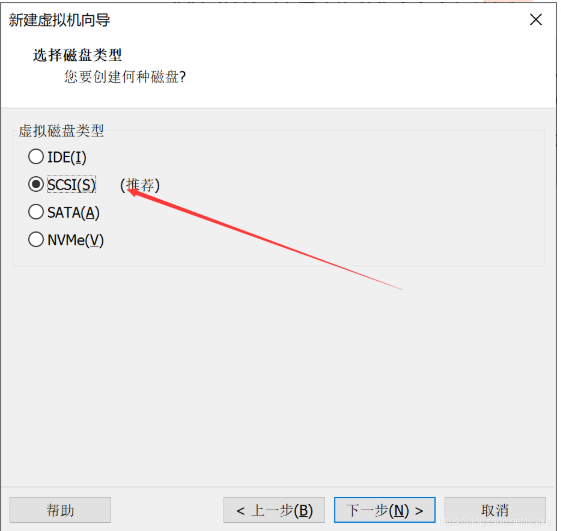 新建虚拟机向导
选择磁盘类型
您要创建何种磁盘?
虚拟磁盘类型
IDE(I)
SCSI(S) (推荐)
SATA(A)
NVMe(V)
帮助 < 上一步(B) 下一步(N) > 取消